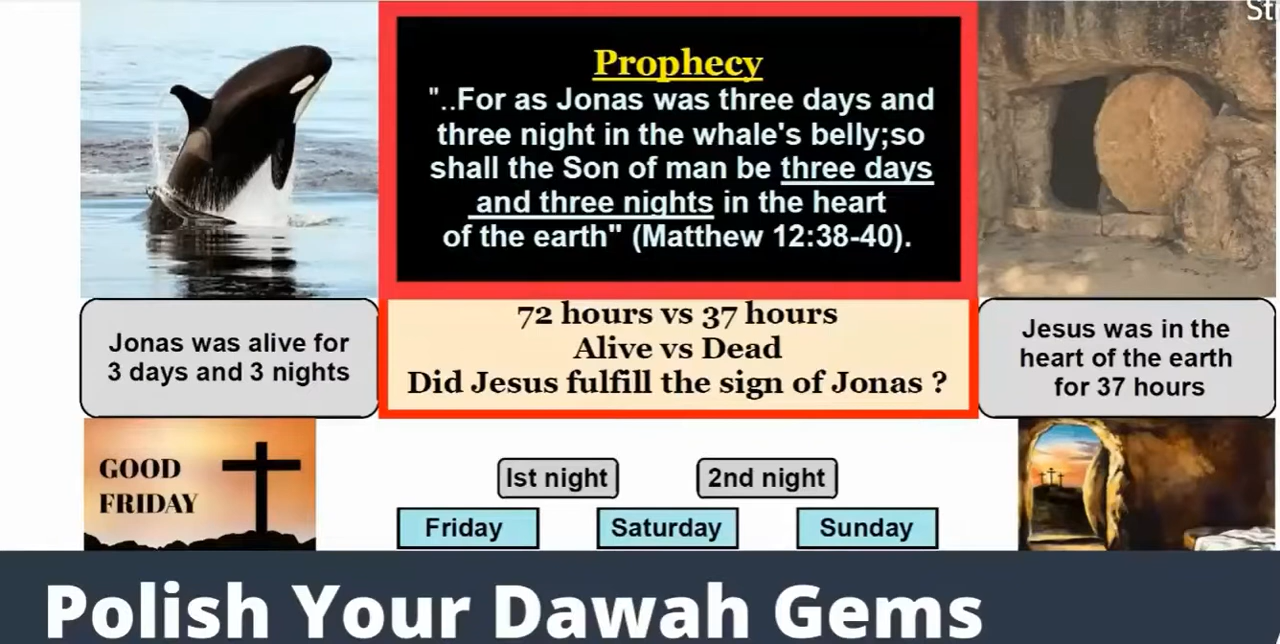 St
Prophecy
"..For as Jonas was three days and
three night in the whale's belly;so
shall the Son of man be three days
and three nights in the heart
of the earth" (Matthew 12:38-40).
Jonas was alive for
3 days and 3 nights
72 hours vs 37 hours
Alive vs Dead
Did Jesus fulfill the sign of Jonas ?
Jesus was in the
heart of the earth
for 37 hours
GOOD
FRIDAY
Ist night
2nd night
Friday
Saturday
Sunday
Polish Your Dawah Gems